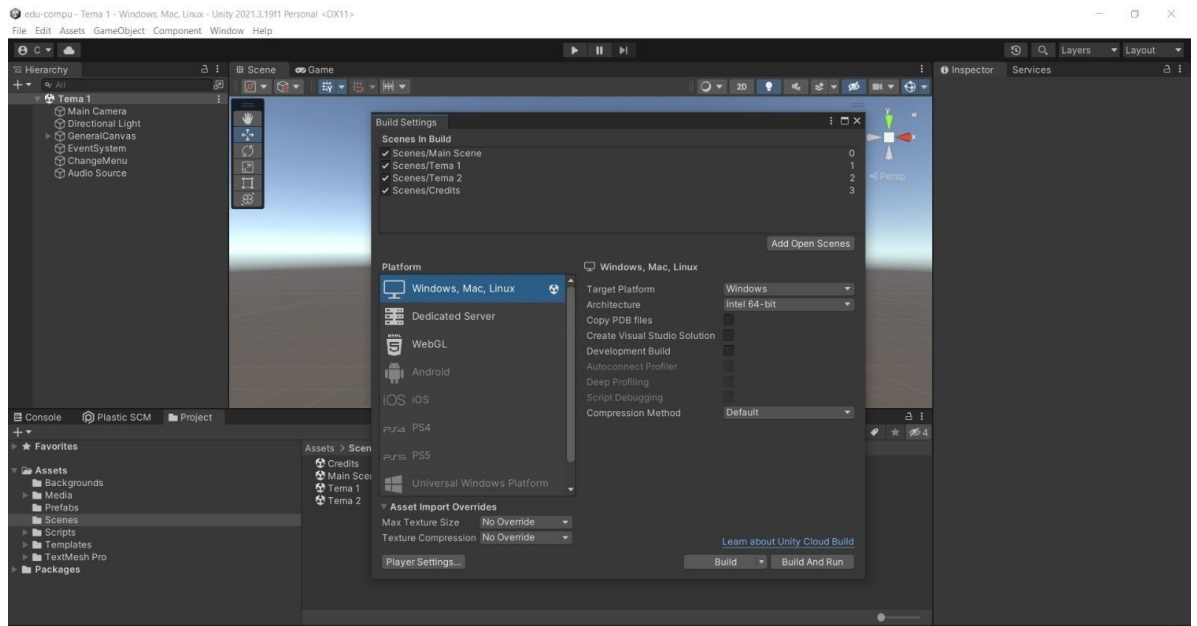 edu-compu - Tema 1 - Windows, Mac, Linux - Unity 2021.3.19f1 Personal <DX11>
File Edit Assets GameObject Component Window Help
C
Layers
Layout
Hierarchy
Scene
Game
Inspector
Services
All
2D
Tema 1
Main Camera
Directional Light
GeneralCanvas
EventSystem
ChangeMenu
Audio Source
y
x
Persp
Build Settings
Scenes In Build
Scenes/Main Scene 0
Scenes/Tema 1 1
Scenes/Tema 2 2
Scenes/Credits 3
Add Open Scenes
Platform
Windows, Mac, Linux
Dedicated Server
HTML 5 WebGL
Android
iOS iOS
PS4 PS4
PS5 PS5
Universal Windows Platform
Windows, Mac, Linux
Target Platform Windows
Architecture Intel 64-bit
Copy PDB files
Create Visual Studio Solution
Development Build
Autoconnect Profiler
Deep Profiling
Script Debugging
Compression Method Default
Asset Import Overrides
Max Texture Size No Override
Texture Compression No Override
Learn about Unity Cloud Build
Player Settings...
Build
Build And Run
Console
Plastic SCM
Project
4
Favorites
Assets
Backgrounds
Media
Prefabs
Scenes
Scripts
Templates
TextMesh Pro
Packages
Assets > Scen
Credits
Main Scen
Tema 1
Tema 2